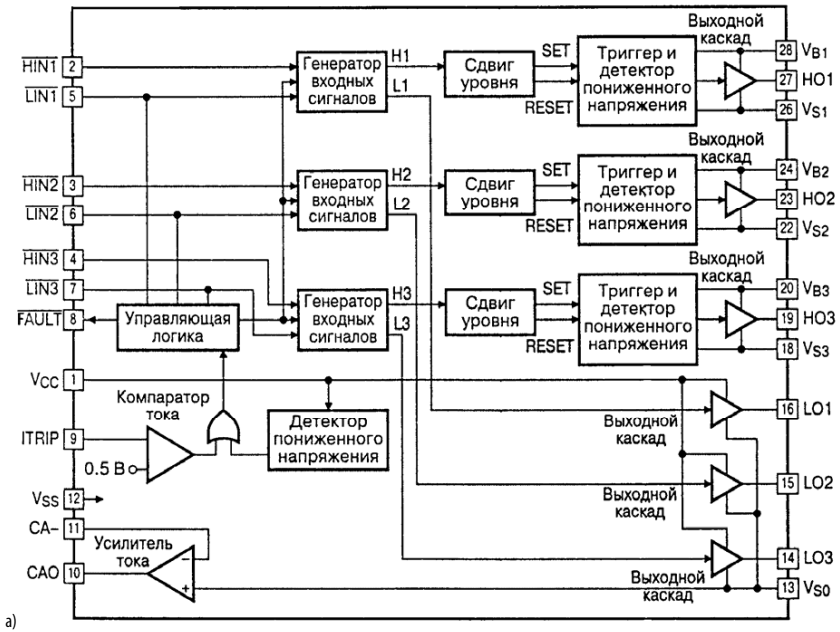 Выходной
каскад
HIN1 2
Генератор
входных
сигналов
H1
L1
Сдвиг
уровня
SET
RESET
Триггер и
детектор
пониженного
напряжения
28 VB1
27 HO1
26 VS1
LIN1 5
HIN2 3
LIN2 6
Генератор
входных
сигналов
H2
L2
Сдвиг
уровня
SET
RESET
Триггер и
детектор
пониженного
напряжения
Выходной
каскад
24 VB2
23 HO2
22 VS2
HIN3 4
LIN3 7
FAULT 8
Управляющая
логика
Генератор
входных
сигналов
H3
L3
Сдвиг
уровня
SET
RESET
Триггер и
детектор
пониженного
напряжения
Выходной
каскад
20 VB3
19 HO3
18 VS3
VCC 1
Компаратор
тока
ITRIP 9
0.5 В
Детектор
пониженного
напряжения
Выходной
каскад
16 LO1
VSS 12
Выходной
каскад
15 LO2
CA– 11
Усилитель
тока
–
+
CAO 10
Выходной
каскад
14 LO3
13 VS0
а)